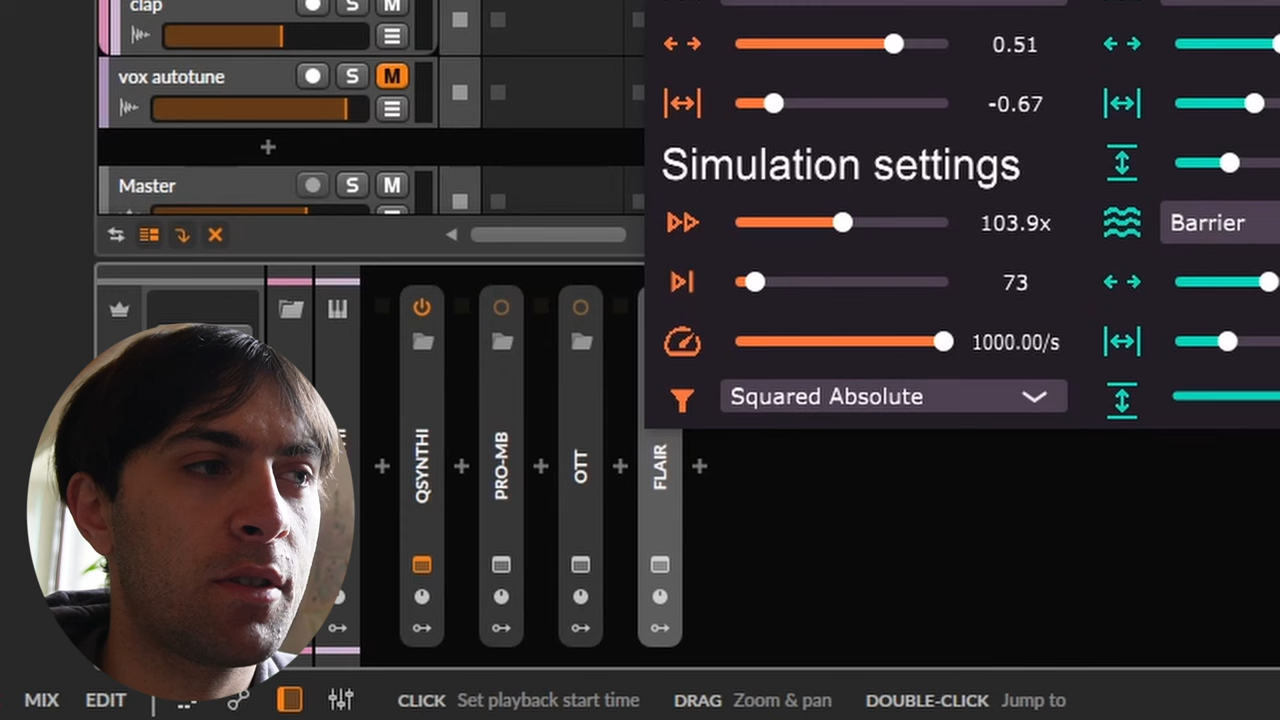 clap
S
M
0.51
vox autotune
S
M
-0.67
Simulation settings
Master
S
M
103.9x
Barrier
73
1000.00/s
Squared Absolute
QSYNTHI
PRO-MB
OTT
FLAIR
MIX
EDIT
CLICK Set playback start time
DRAG Zoom & pan
DOUBLE-CLICK Jump to